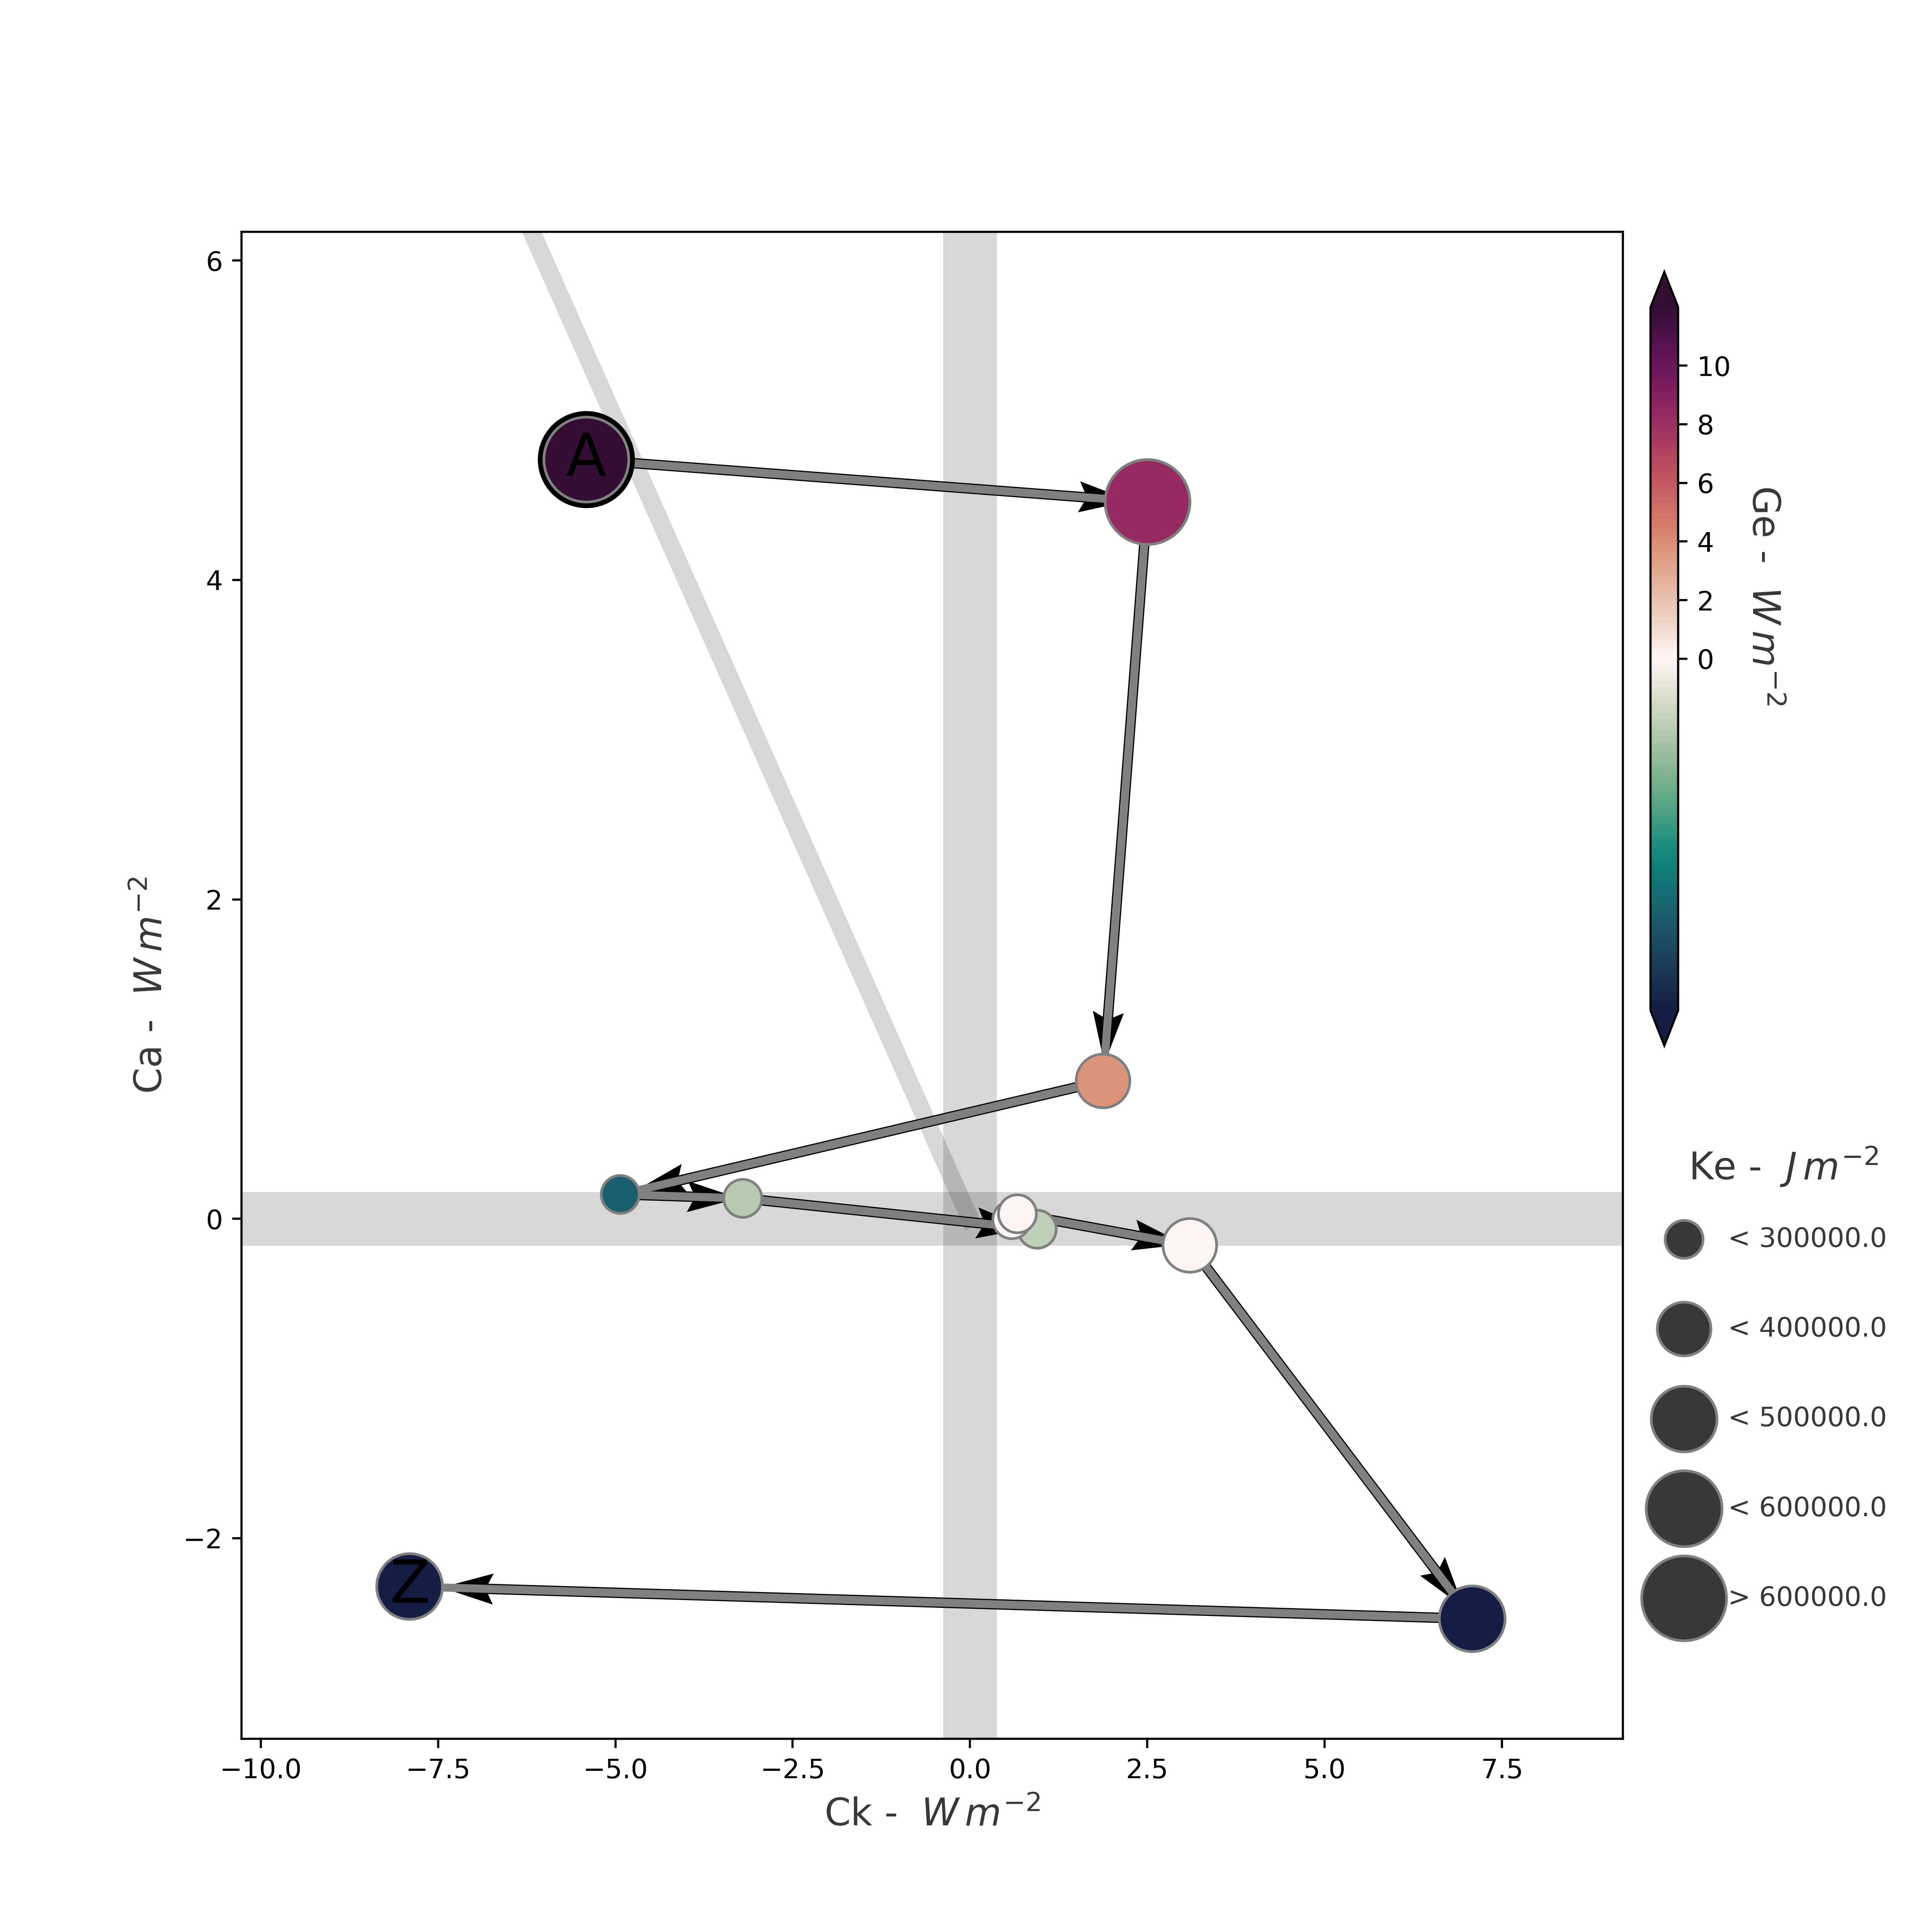 6
4
2
0
−2
−10.0 −7.5 −5.0 −2.5 0.0 2.5 5.0 7.5
Ck - W m⁻²
Ca - W m⁻²
A
Z
10
8
6
4
2
0
Ge - W m⁻²
Ke - J m⁻²
< 300000.0
< 400000.0
< 500000.0
< 600000.0
> 600000.0